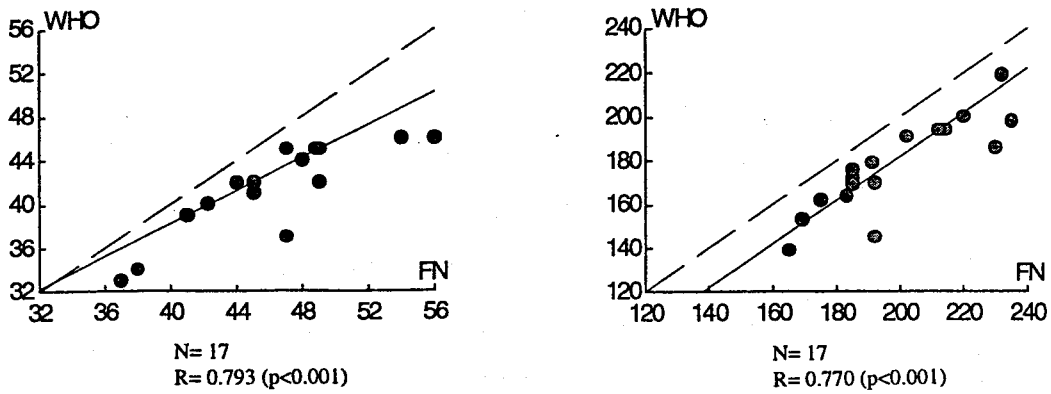 WHO
56
52
48
44
40
36
32
32 36 40 44 48 52 56
FN
N= 17
R= 0.793 (p<0.001)
WHO
240
220
200
180
160
140
120
120 140 160 180 200 220 240
FN
N= 17
R= 0.770 (p<0.001)